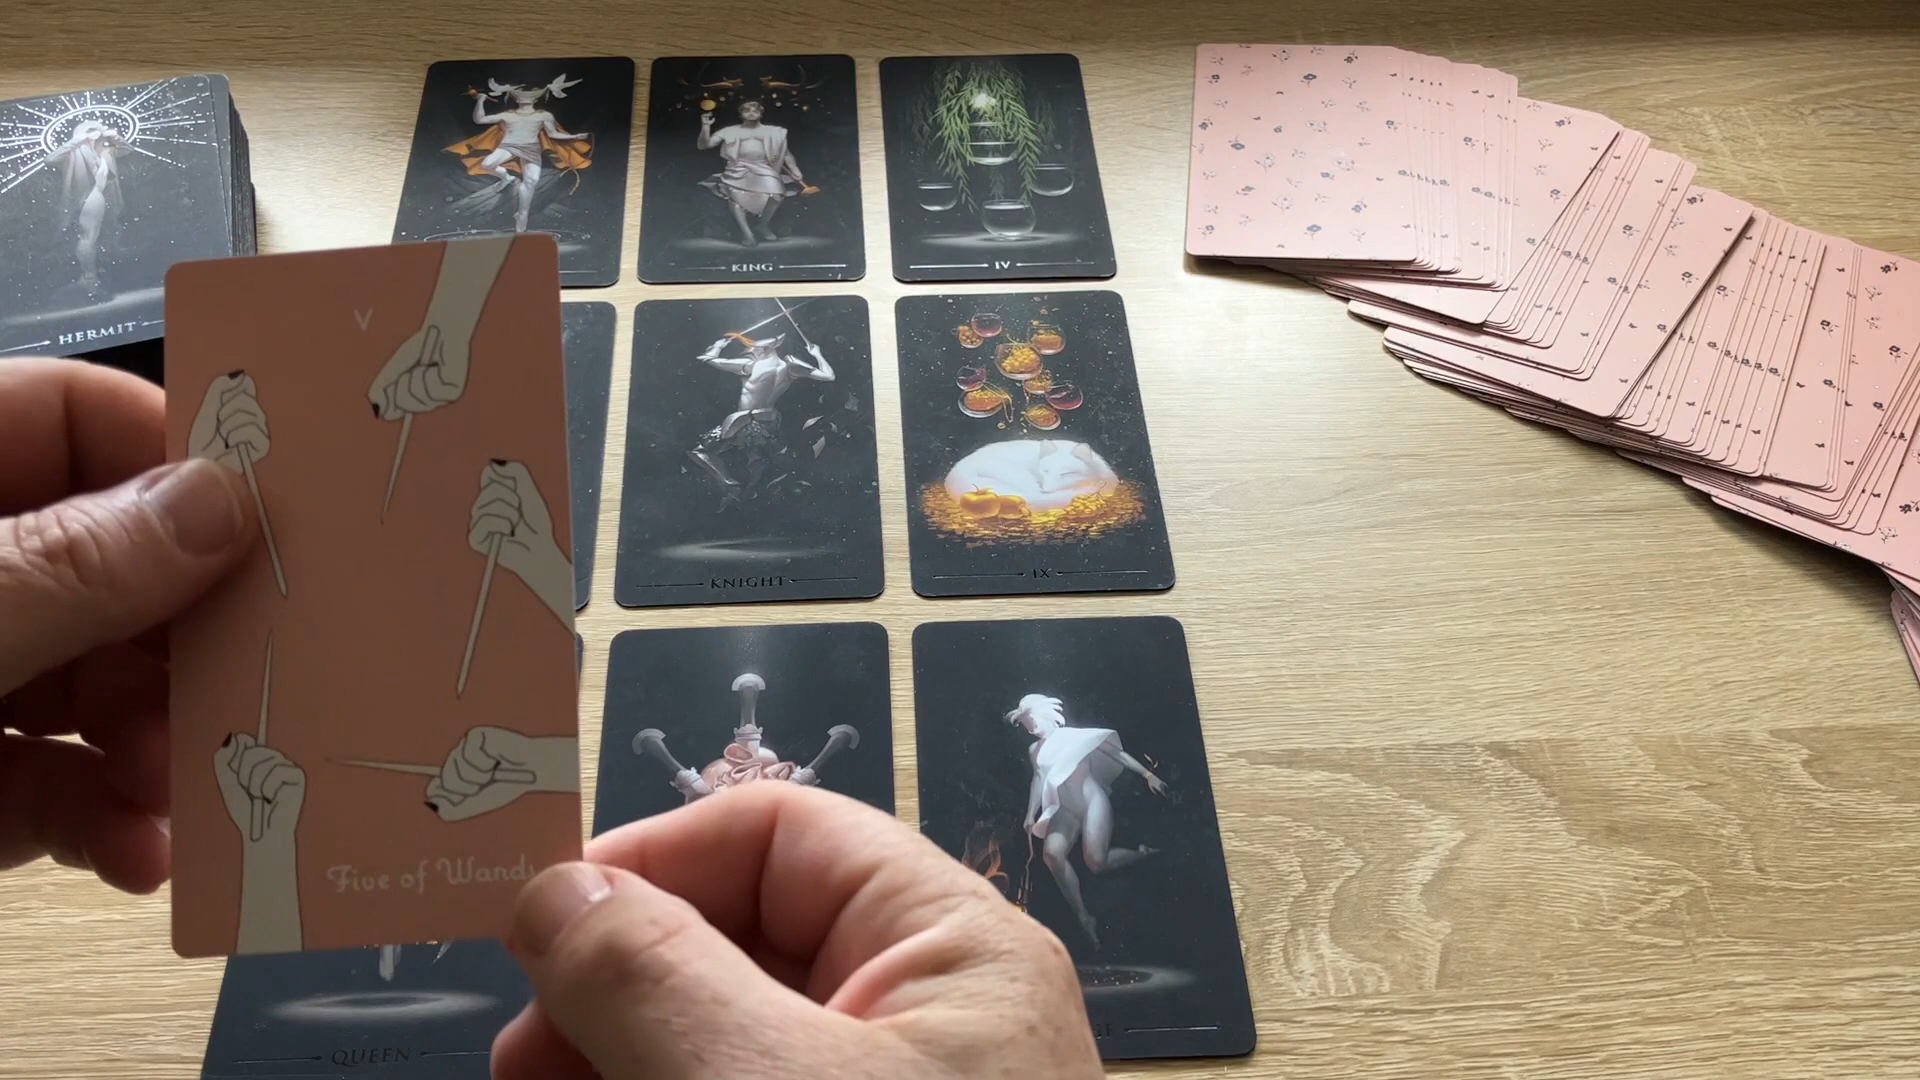 HERMIT
KING
IV
V
KNIGHT
IX
Five of Wands
QUEEN